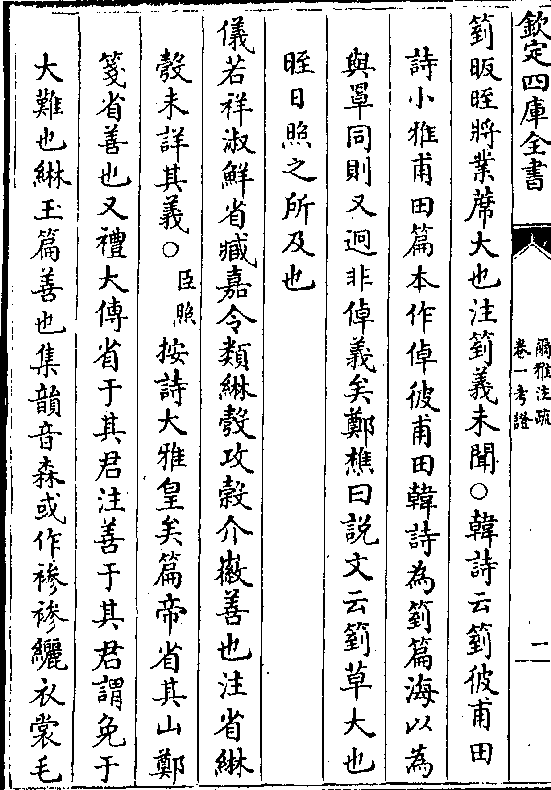 欽定四庫全書
爾雅注疏
卷一考證
一
箌昄晊將業蓆大也注箌義未聞○韓詩云箌彼甫田
詩小雅甫田篇本作倬彼甫田韓詩為箌篇海以為
與罩同則又迥非倬義矣鄭樵曰説文云箌草大也
晊日照之所及也
儀若祥淑鮮省臧嘉令類綝彀攻穀介徽善也注省綝
彀未詳其義○臣照按詩大雅皇矣篇帝省其山鄭
箋省善也又禮大傳省于其君注善于其君謂免于
大難也綝玉篇善也集韻音森或作襂襂纚衣裳毛